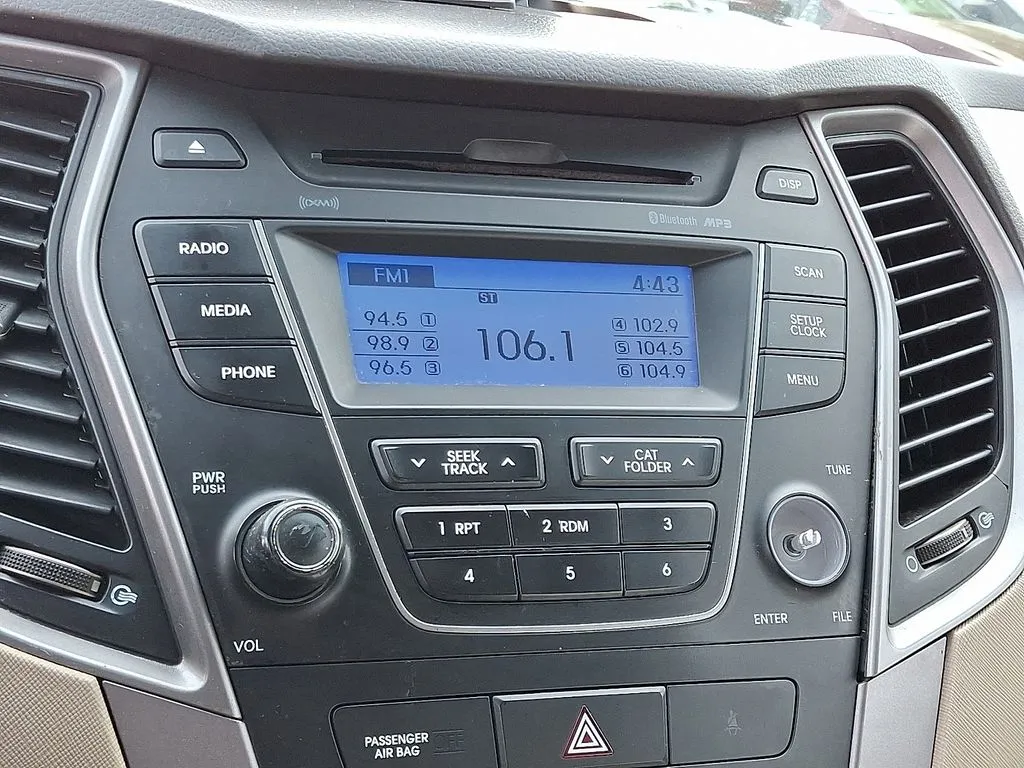 DISP
((XM))
Bluetooth MP3
RADIO
MEDIA
PHONE
FM1 4:43
ST
94.5 1
98.9 2
96.5 3
106.1
4 102.9
5 104.5
6 104.9
SCAN
SETUP
CLOCK
MENU
SEEK
TRACK
CAT
FOLDER
PWR
PUSH
VOL
1 RPT
2 RDM
3
4
5
6
TUNE
ENTER
FILE
PASSENGER
AIR BAG
OFF